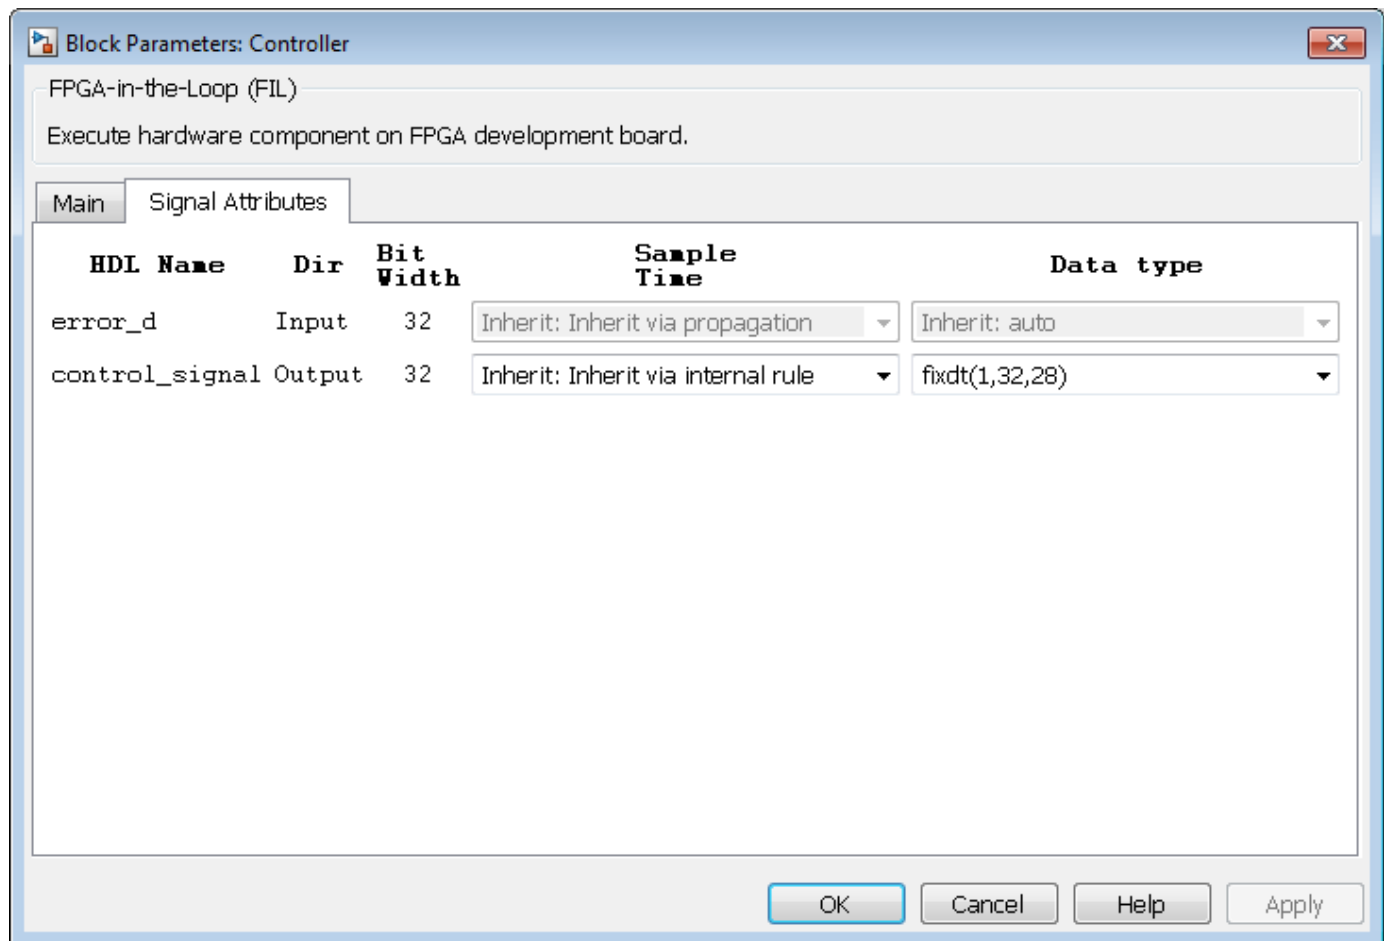 Block Parameters: Controller
FPGA-in-the-Loop (FIL)
Execute hardware component on FPGA development board.
Main Signal Attributes
HDL Name Dir Bit Width Sample Time Data type
error_d Input 32 Inherit: Inherit via propagation Inherit: auto
control_signal Output 32 Inherit: Inherit via internal rule fixdt(1,32,28)
OK Cancel Help Apply